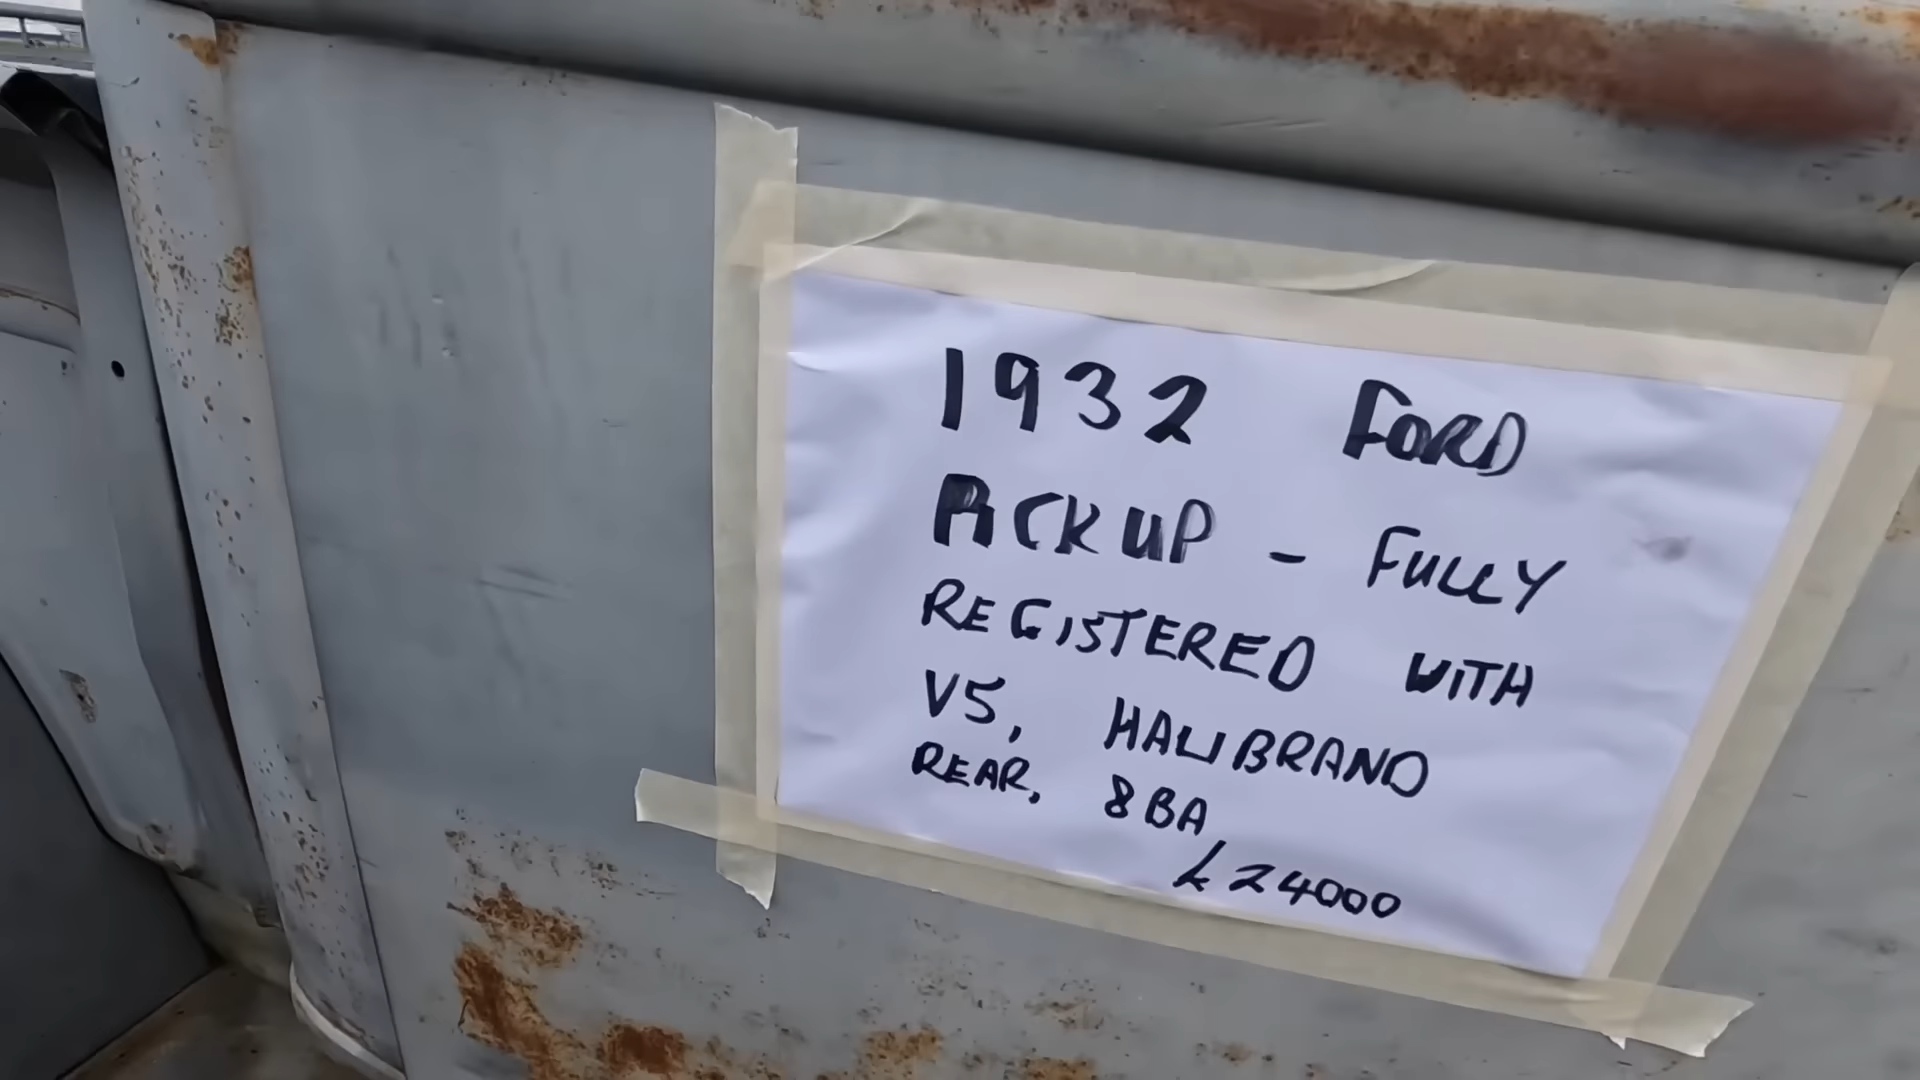 1932 FORD
PICKUP - FULLY
REGISTERED WITH
V5, HALIBRAND
REAR, 8BA
£24000